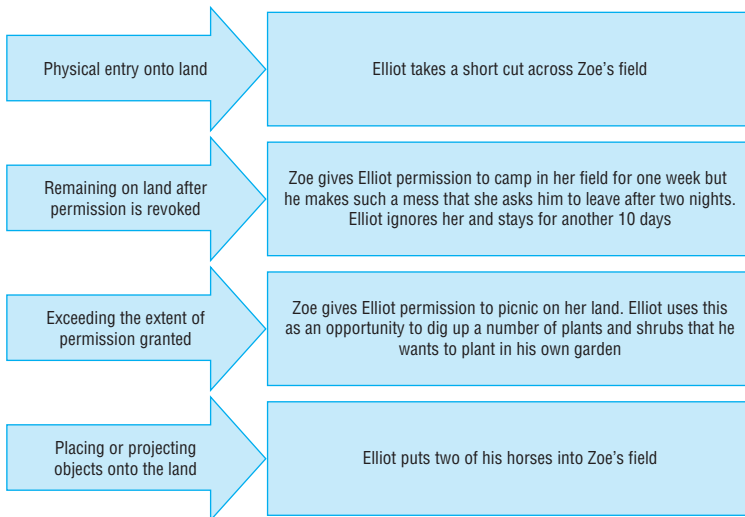 Physical entry onto land
Elliot takes a short cut across Zoe’s field
Remaining on land after
permission is revoked
Zoe gives Elliot permission to camp in her field for one week but
he makes such a mess that she asks him to leave after two nights.
Elliot ignores her and stays for another 10 days
Exceeding the extent of
permission granted
Zoe gives Elliot permission to picnic on her land. Elliot uses this
as an opportunity to dig up a number of plants and shrubs that he
wants to plant in his own garden
Placing or projecting
objects onto the land
Elliot puts two of his horses into Zoe’s field